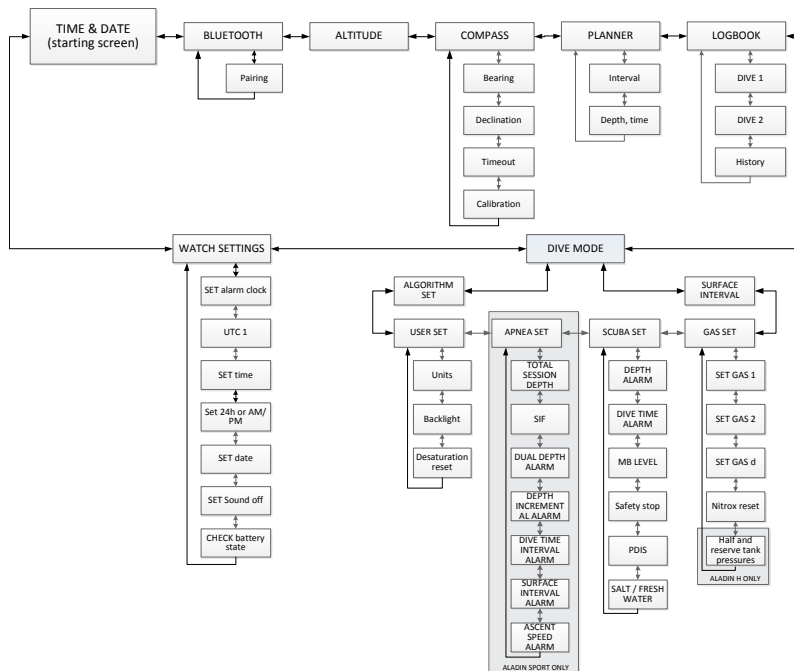 TIME & DATE
(starting screen)
BLUETOOTH
ALTITUDE
COMPASS
PLANNER
LOGBOOK
Pairing
Bearing
Declination
Timeout
Calibration
Interval
Depth, time
DIVE 1
DIVE 2
History
WATCH SETTINGS
DIVE MODE
SET alarm clock
UTC 1
SET time
Set 24h or AM/
PM
SET date
SET Sound off
CHECK battery
state
ALGORITHM
SET
SURFACE
INTERVAL
USER SET
APNEA SET
SCUBA SET
GAS SET
Units
Backlight
Desaturation
reset
TOTAL
SESSION
DEPTH
SIF
DUAL DEPTH
ALARM
DEPTH
INCREMENT
AL ALARM
DIVE TIME
INTERVAL
ALARM
SURFACE
INTERVAL
ALARM
ASCENT
SPEED
ALARM
ALADIN SPORT ONLY
DEPTH
ALARM
DIVE TIME
ALARM
MB LEVEL
Safety stop
PDIS
SALT / FRESH
WATER
SET GAS 1
SET GAS 2
SET GAS d
Nitrox reset
Half and
reserve tank
pressures
ALADIN H ONLY